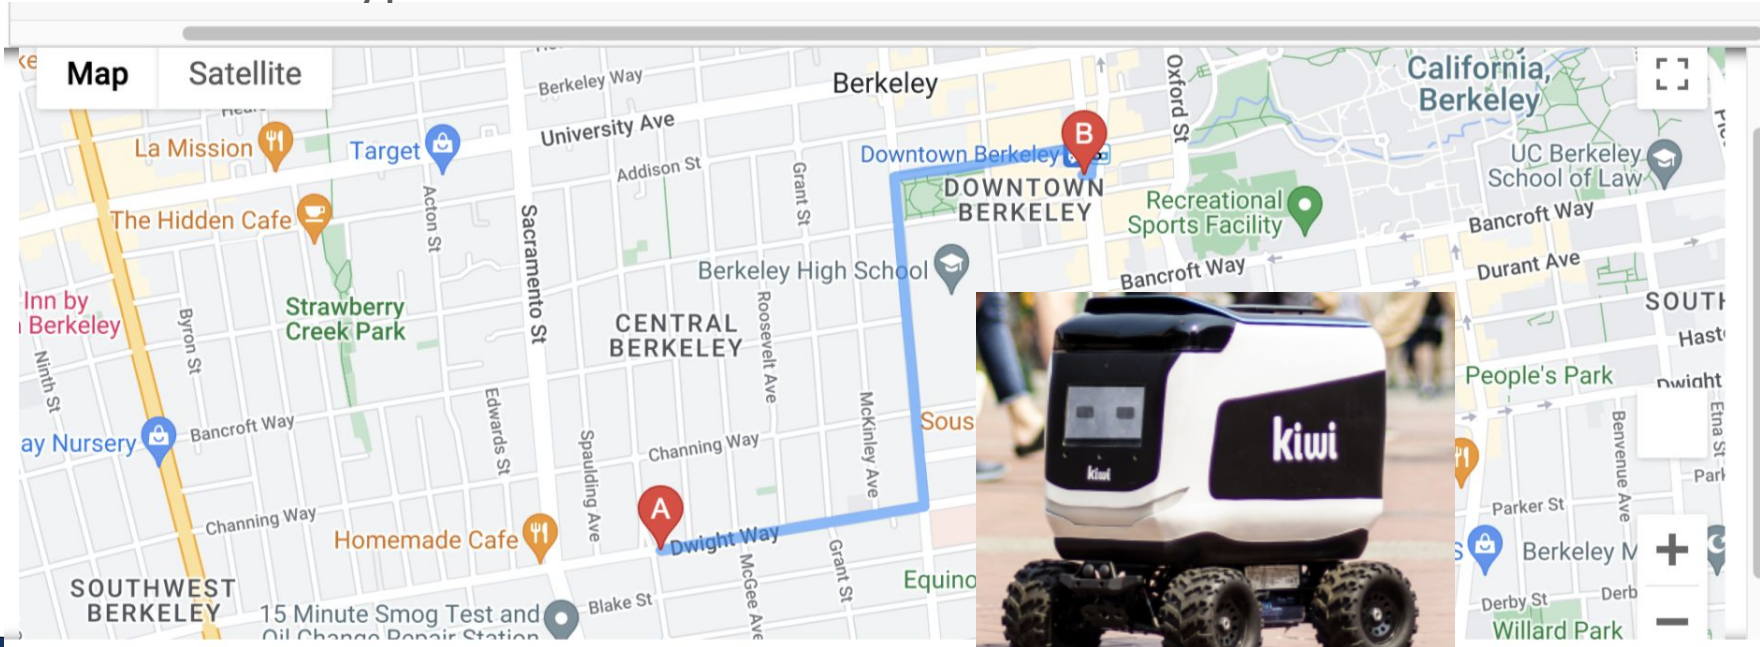 Map
Satellite
Berkeley Way
Berkeley
Oxford St
California,
Berkeley
La Mission
Target
University Ave
Addison St
Grant St
Downtown Berkeley
B
DOWNTOWN
BERKELEY
UC Berkeley
School of Law
The Hidden Cafe
Acton St
Sacramento St
Recreational
Sports Facility
Bancroft Way
Berkeley High School
Bancroft Way
Durant Ave
Inn by
Berkeley
Strawberry
Creek Park
Byron St
CENTRAL
BERKELEY
Roosevelt Ave
SOUTH
Hast
Ninth St
People's Park
Dwight
Edwards St
McKinley Ave
Sous
kiwi
kiwi
Benvenue Ave
Etna St
ay Nursery
Bancroft Way
Spaulding Ave
Channing Way
Channing Way
A
Dwight Way
Parker St
Park
Homemade Cafe
Grant St
McGee Ave
Equino
S
Berkeley M
SOUTHWEST
BERKELEY
15 Minute Smog Test and
Oil Change Repair Station
Blake St
Derby St
Derb
Willard Park